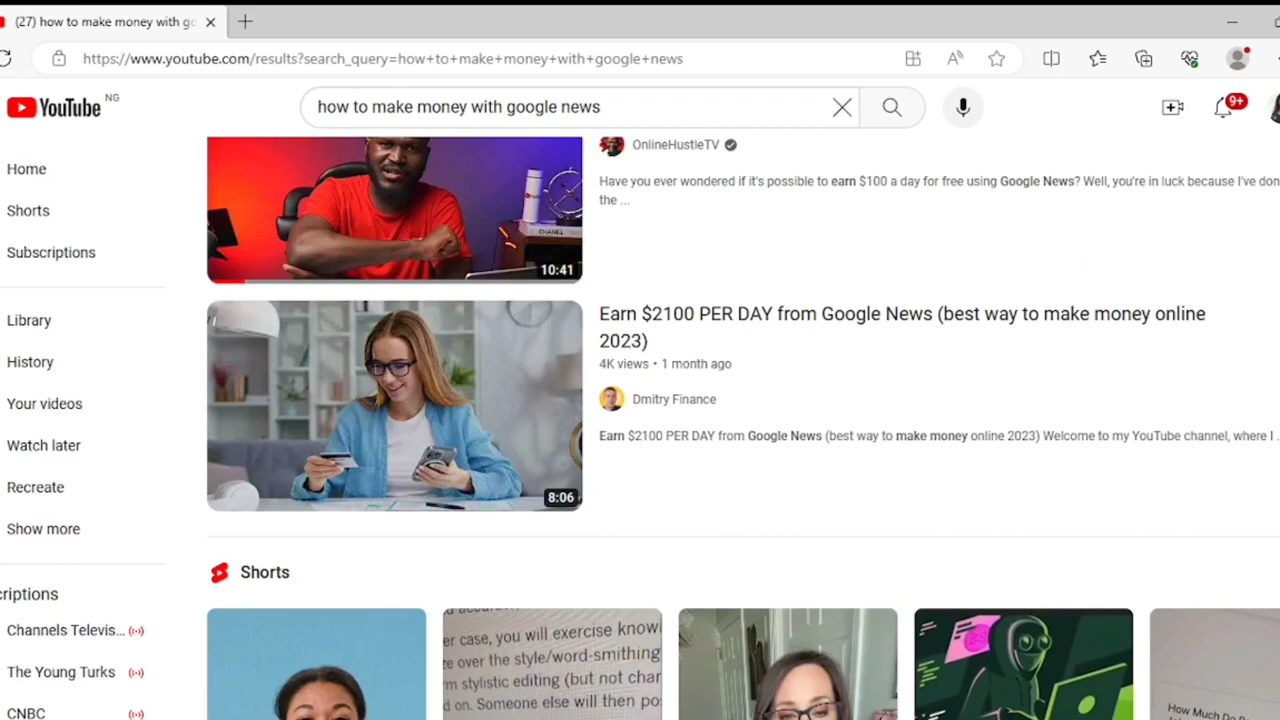 (27) how to make money with go
https://www.youtube.com/results?search_query=how+to+make+money+with+google+news
YouTube NG
how to make money with google news
9+
Home
Shorts
Subscriptions
Library
History
Your videos
Watch later
Recreate
Show more
criptions
Channels Televis...
The Young Turks
CNBC
CHANEL
10:41
OnlineHustleTV
Have you ever wondered if it's possible to earn $100 a day for free using Google News? Well, you're in luck because I've don
the ...
8:06
Earn $2100 PER DAY from Google News (best way to make money online
2023)
4K views • 1 month ago
Dmitry Finance
Earn $2100 PER DAY from Google News (best way to make money online 2023) Welcome to my YouTube channel, where I ...
Shorts
er case, you will exercise know
e over the style/word-smithing
m stylistic editing (but not char
d on. Someone else will then po
How Much Do